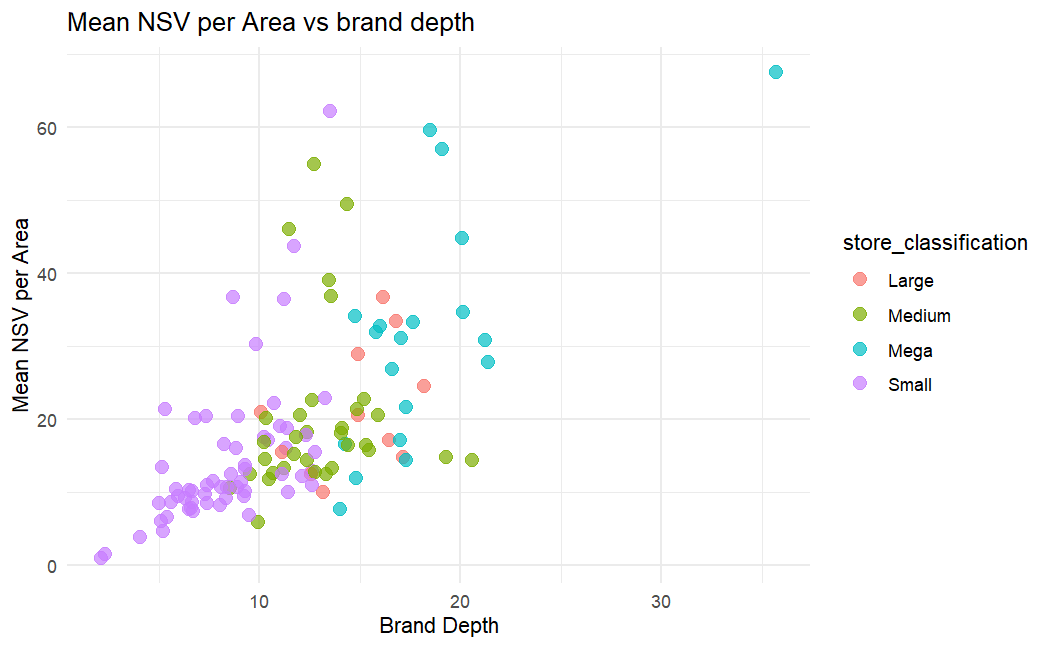 Mean NSV per Area vs brand depth
Mean NSV per Area
60
40
20
0
10 20 30
Brand Depth
store_classification
Large
Medium
Mega
Small